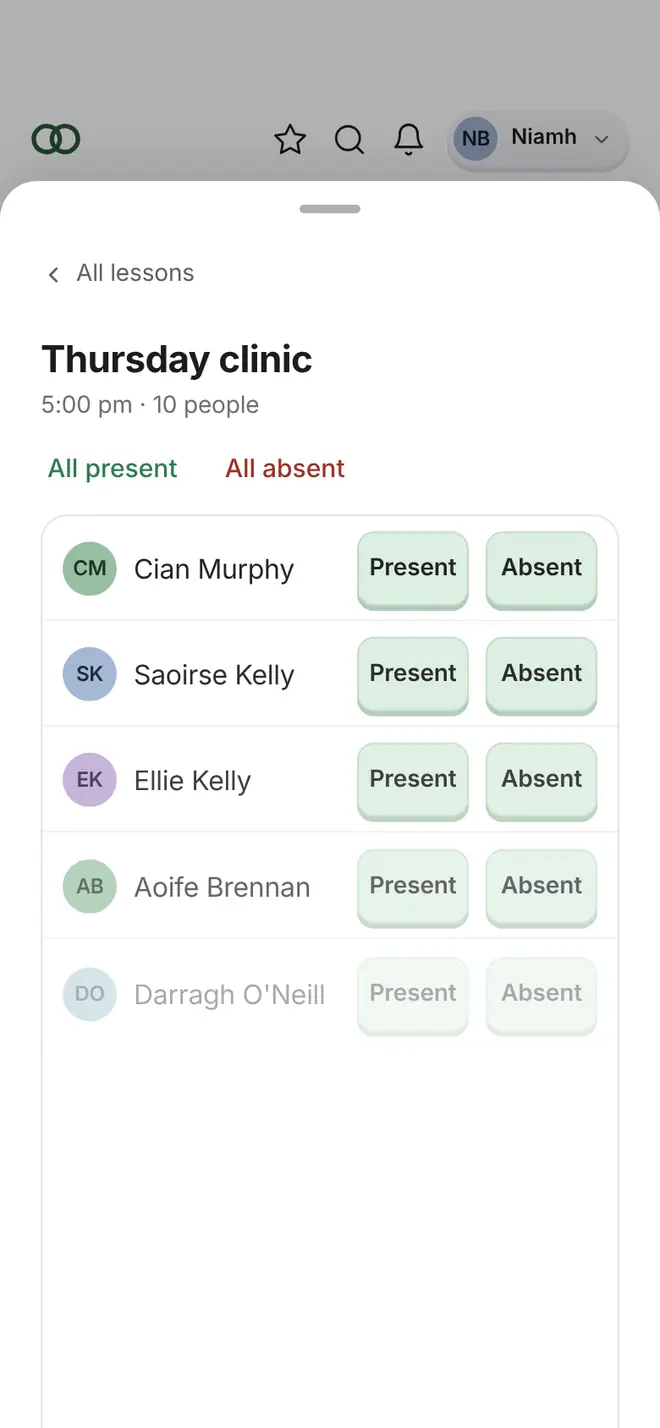 NB Niamh
All lessons
Thursday clinic
5:00 pm · 10 people
All present All absent
CM Cian Murphy Present Absent
SK Saoirse Kelly Present Absent
EK Ellie Kelly Present Absent
AB Aoife Brennan Present Absent
DO Darragh O'Neill Present Absent